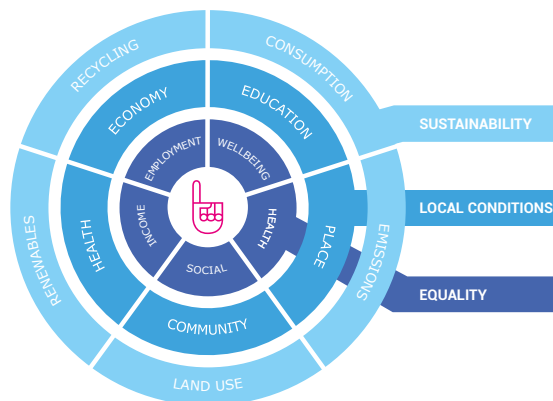 RECYCLING
CONSUMPTION
ECONOMY
EDUCATION
SUSTAINABILITY
EMPLOYMENT
WELLBEING
INCOME
HEALTH
SOCIAL
HEALTH
PLACE
LOCAL CONDITIONS
RENEWABLES
EMISSIONS
EQUALITY
COMMUNITY
LAND USE